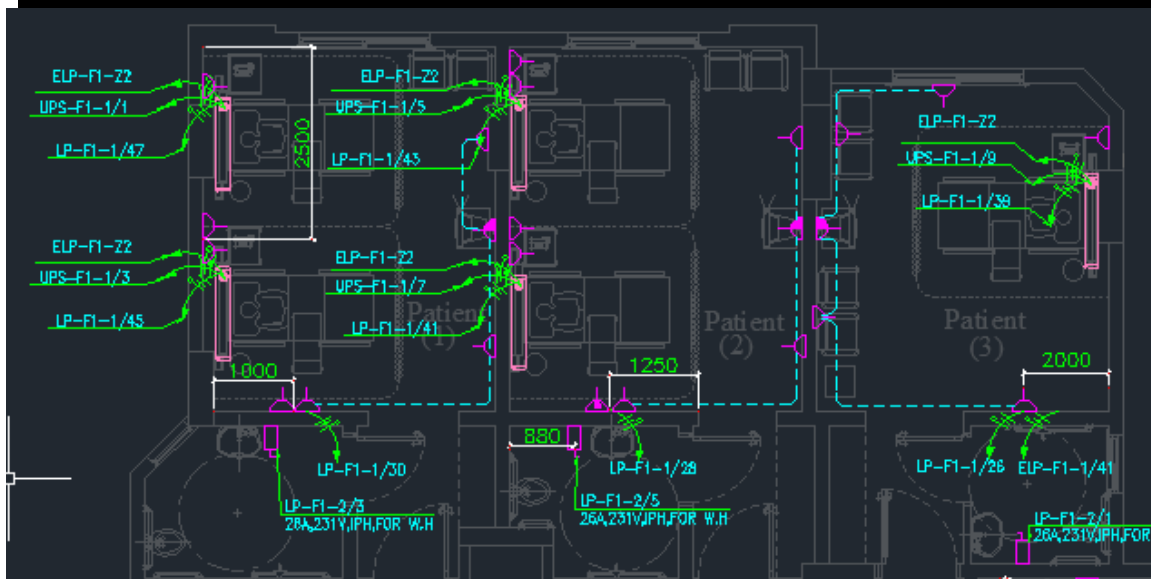 ELP-F1-Z2
UPS-F1-1/1
LP-F1-1/47
2500
ELP-F1-Z2
UPS-F1-1/5
LP-F1-1/43
ELP-F1-Z2
UPS-F1-1/9
LP-F1-1/39
ELP-F1-Z2
UPS-F1-1/3
LP-F1-1/45
ELP-F1-Z2
UPS-F1-1/7
LP-F1-1/41
Patient
(1)
Patient
(2)
Patient
(3)
1800
1250
2000
880
LP-F1-1/30
LP-F1-1/28
LP-F1-1/26
ELP-F1-1/41
LP-F1-2/3
26A,231V,1PH,FOR W.H
LP-F1-2/5
26A,231V,1PH,FOR W.H
LP-F1-2/1
26A,231V,1PH,FOR